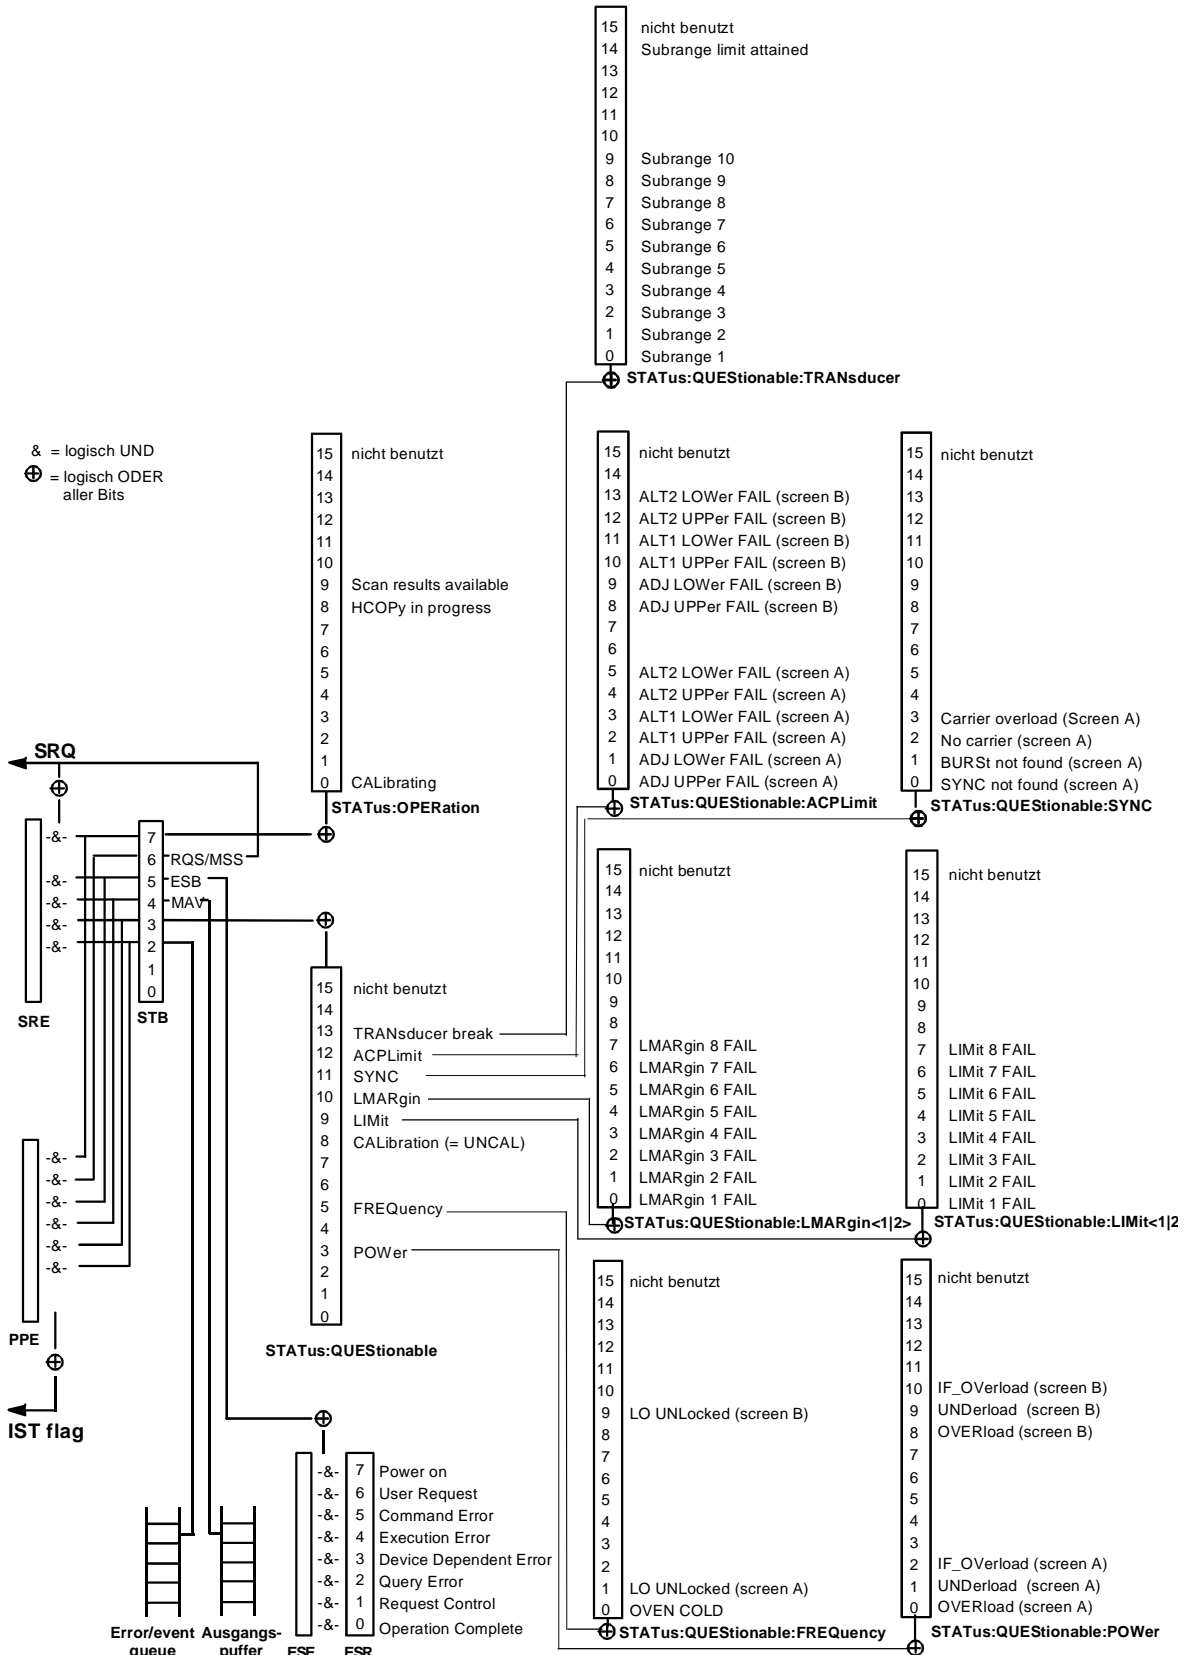 15 nicht benutzt
14 Subrange limit attained
13
12
11
10
9 Subrange 10
8 Subrange 9
7 Subrange 8
6 Subrange 7
5 Subrange 6
4 Subrange 5
3 Subrange 4
2 Subrange 3
1 Subrange 2
0 Subrange 1
STATus:QUEStionable:TRANsducer
& = logisch UND
⊕ = logisch ODER
aller Bits
15 nicht benutzt
14
13
12
11
10
9 Scan results available
8 HCOPy in progress
7
6
5
4
3
2
1
0 CALibrating
STATus:OPERation
15 nicht benutzt
14
13 ALT2 LOWer FAIL (screen B)
12 ALT2 UPPer FAIL (screen B)
11 ALT1 LOWer FAIL (screen B)
10 ALT1 UPPer FAIL (screen B)
9 ADJ LOWer FAIL (screen B)
8 ADJ UPPer FAIL (screen B)
7
6
5 ALT2 LOWer FAIL (screen A)
4 ALT2 UPPer FAIL (screen A)
3 ALT1 LOWer FAIL (screen A)
2 ALT1 UPPer FAIL (screen A)
1 ADJ LOWer FAIL (screen A)
0 ADJ UPPer FAIL (screen A)
STATus:QUEStionable:ACPLimit
15 nicht benutzt
14
13
12
11
10
9
8
7
6
5
4
3 Carrier overload (Screen A)
2 No carrier (screen A)
1 BURSt not found (screen A)
0 SYNC not found (screen A)
STATus:QUEStionable:SYNC
SRQ
-&-
-&-
-&-
-&-
-&-
SRE
7
6 RQS/MSS
5 ESB
4 MAV
3
2
1
0
STB
15 nicht benutzt
14
13 TRANsducer break
12 ACPLimit
11 SYNC
10 LMARgin
9 LIMit
8 CALibration (= UNCAL)
7
6
5 FREQuency
4
3 POWer
2
1
0
STATus:QUEStionable
15 nicht benutzt
14
13
12
11
10
9
8
7 LMARgin 8 FAIL
6 LMARgin 7 FAIL
5 LMARgin 6 FAIL
4 LMARgin 5 FAIL
3 LMARgin 4 FAIL
2 LMARgin 3 FAIL
1 LMARgin 2 FAIL
0 LMARgin 1 FAIL
STATus:QUEStionable:LMARgin<1|2>
15 nicht benutzt
14
13
12
11
10
9
8
7 LIMit 8 FAIL
6 LIMit 7 FAIL
5 LIMit 6 FAIL
4 LIMit 5 FAIL
3 LIMit 4 FAIL
2 LIMit 3 FAIL
1 LIMit 2 FAIL
0 LIMit 1 FAIL
STATus:QUEStionable:LIMit<1|2
-&-
-&-
-&-
-&-
-&-
-&-
PPE
IST flag
15 nicht benutzt
14
13
12
11
10
9 LO UNLocked (screen B)
8
7
6
5
4
3
2
1 LO UNLocked (screen A)
0 OVEN COLD
STATus:QUEStionable:FREQuency
15 nicht benutzt
14
13
12
11
10 IF_OVerload (screen B)
9 UNDerload (screen B)
8 OVERload (screen B)
7
6
5
4
3
2 IF_OVerload (screen A)
1 UNDerload (screen A)
0 OVERload (screen A)
STATus:QUEStionable:POWer
-&- 7 Power on
-&- 6 User Request
-&- 5 Command Error
-&- 4 Execution Error
-&- 3 Device Dependent Error
-&- 2 Query Error
-&- 1 Request Control
-&- 0 Operation Complete
ESE ESR
Error/event
queue
Ausgangs-
puffer